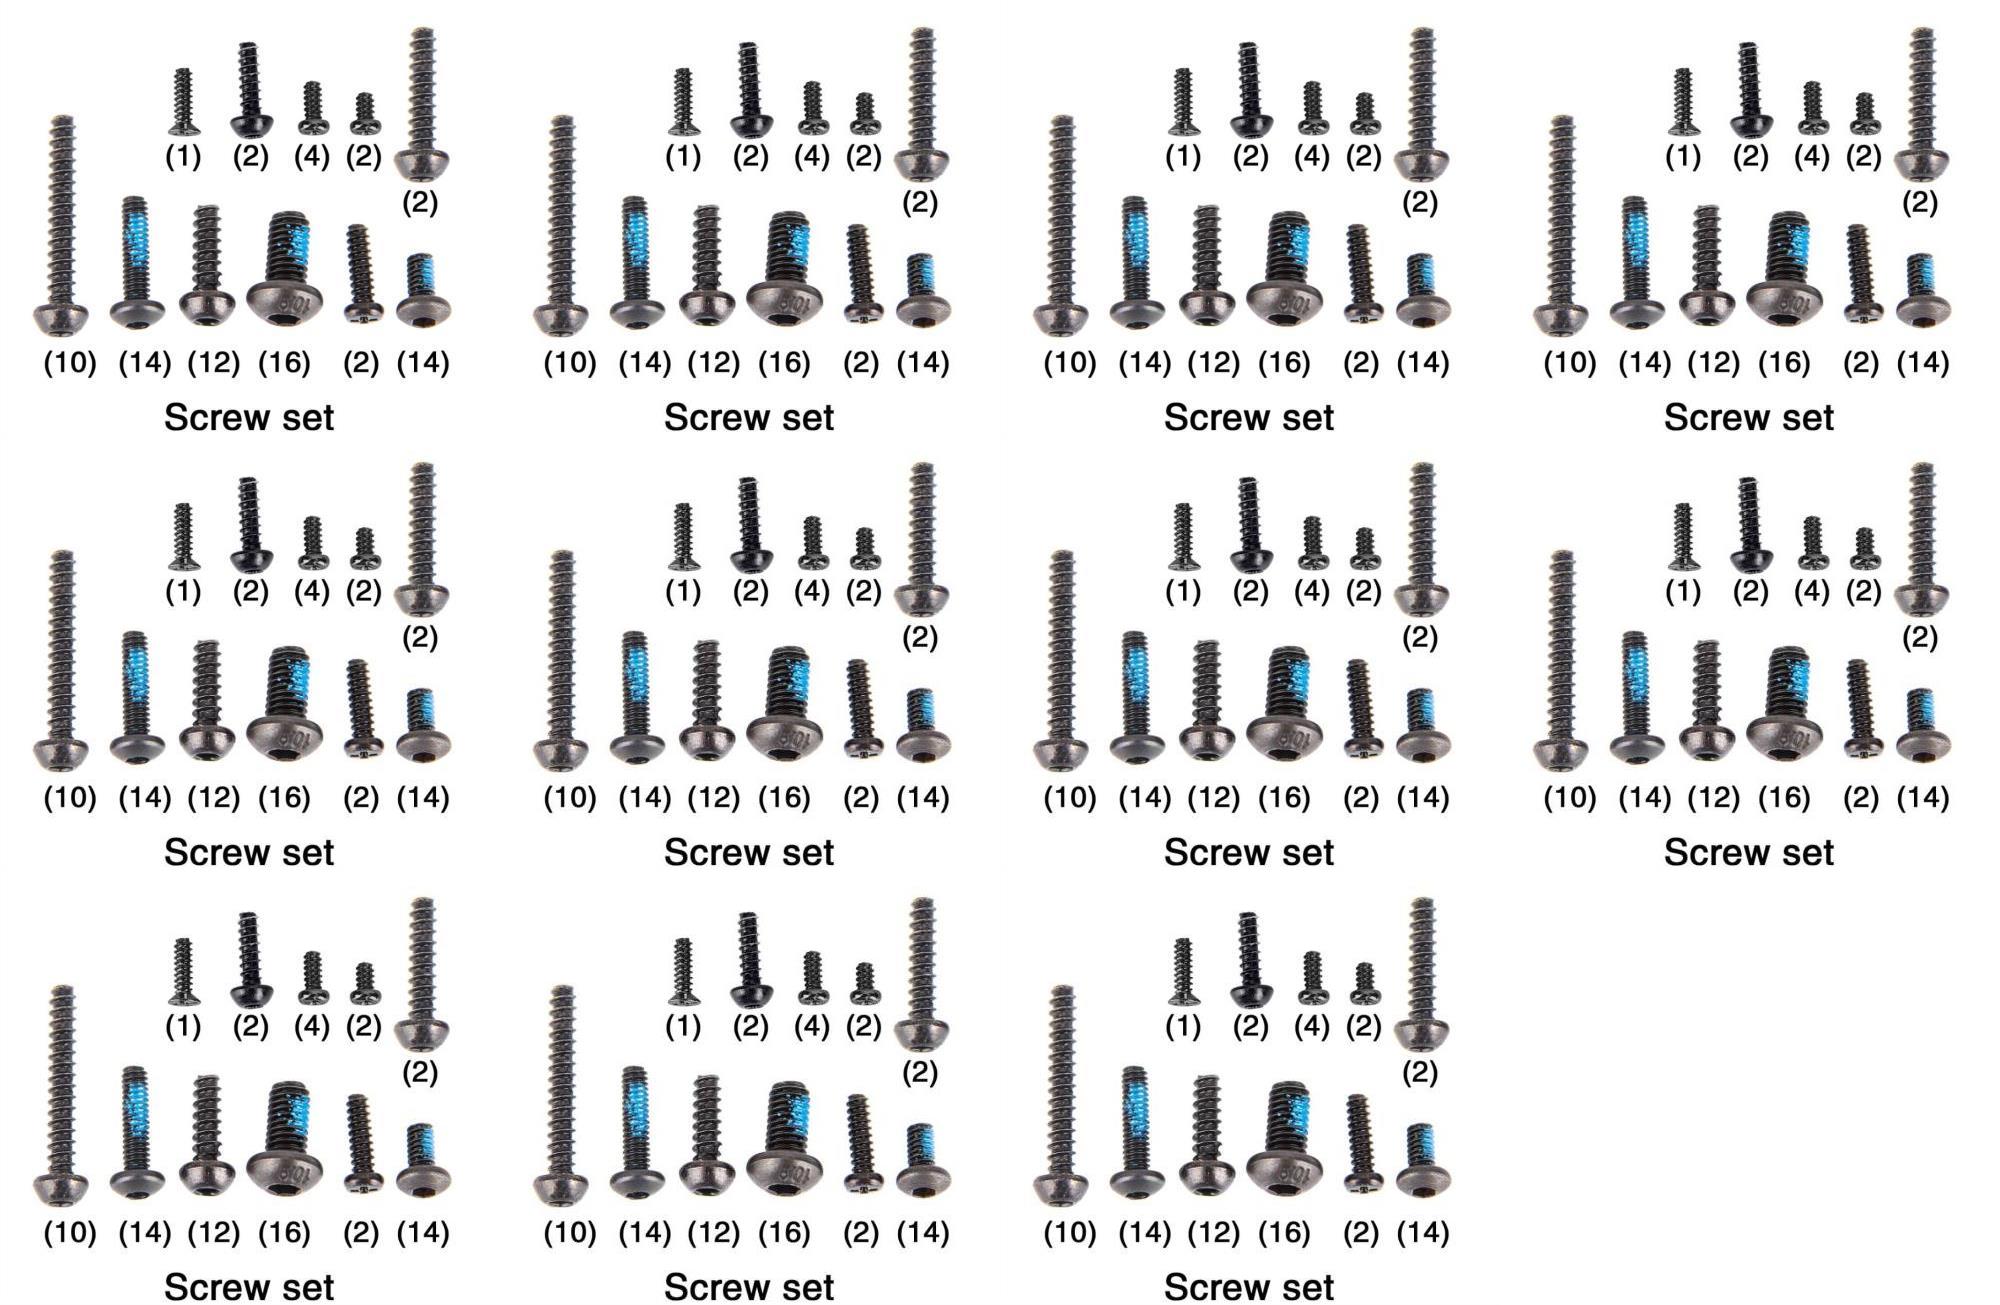 (1) (2) (4) (2) (1) (2) (4) (2) (1) (2) (4) (2) (1) (2) (4) (2)
(2) (2) (2) (2)
(10) (14) (12) (16) (2) (14) (10) (14) (12) (16) (2) (14) (10) (14) (12) (16) (2) (14) (10) (14) (12) (16) (2) (14)
Screw set Screw set Screw set Screw set
(1) (2) (4) (2) (1) (2) (4) (2) (1) (2) (4) (2) (1) (2) (4) (2)
(2) (2) (2) (2)
(10) (14) (12) (16) (2) (14) (10) (14) (12) (16) (2) (14) (10) (14) (12) (16) (2) (14) (10) (14) (12) (16) (2) (14)
Screw set Screw set Screw set Screw set
(1) (2) (4) (2) (1) (2) (4) (2) (1) (2) (4) (2)
(2) (2) (2)
(10) (14) (12) (16) (2) (14) (10) (14) (12) (16) (2) (14) (10) (14) (12) (16) (2) (14)
Screw set Screw set Screw set